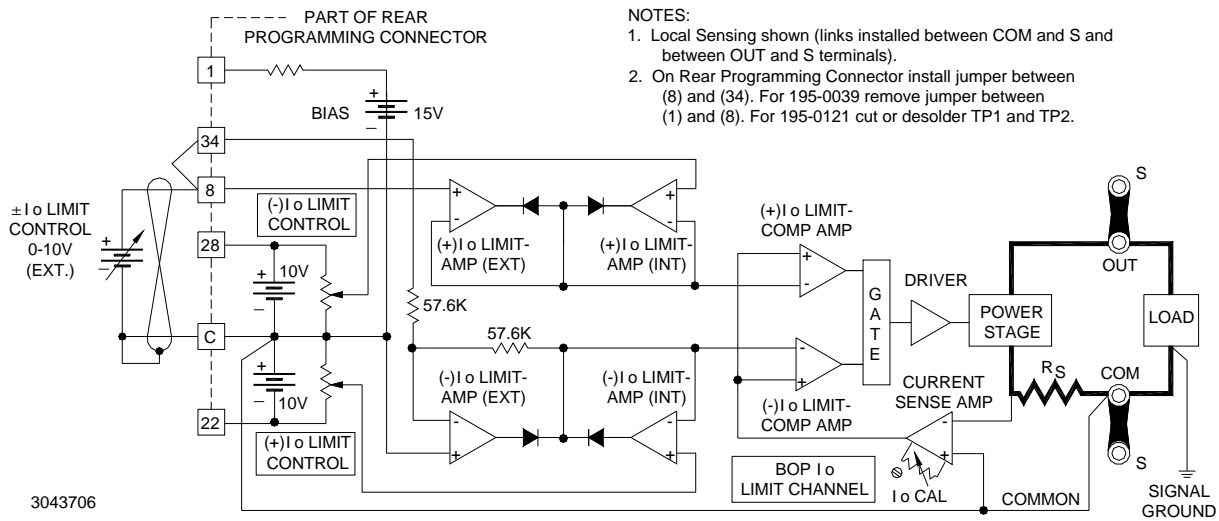 PART OF REAR
PROGRAMMING CONNECTOR
NOTES:
1. Local Sensing shown (links installed between COM and S and
between OUT and S terminals).
2. On Rear Programming Connector install jumper between
(8) and (34). For 195-0039 remove jumper between
(1) and (8). For 195-0121 cut or desolder TP1 and TP2.
1
+
BIAS
15V
–
34
8
± I o LIMIT
CONTROL
0-10V
(EXT.)
+
–
(-)I o LIMIT
CONTROL
28
+
10V
–
C
+
10V
–
22
(+)I o LIMIT
CONTROL
57.6K
57.6K
+
-
(+)I o LIMIT-
AMP (EXT)
+
-
(+)I o LIMIT-
AMP (INT)
(-)I o LIMIT-
AMP (EXT)
-
+
(-)I o LIMIT-
AMP (INT)
-
+
(+)I o LIMIT-
COMP AMP
+
-
-
+
(-)I o LIMIT-
COMP AMP
GATE
DRIVER
POWER
STAGE
S
OUT
LOAD
RS
COM
S
CURRENT
SENSE AMP
-
+
I o CAL
BOP I o
LIMIT CHANNEL
COMMON
SIGNAL
GROUND
3043706